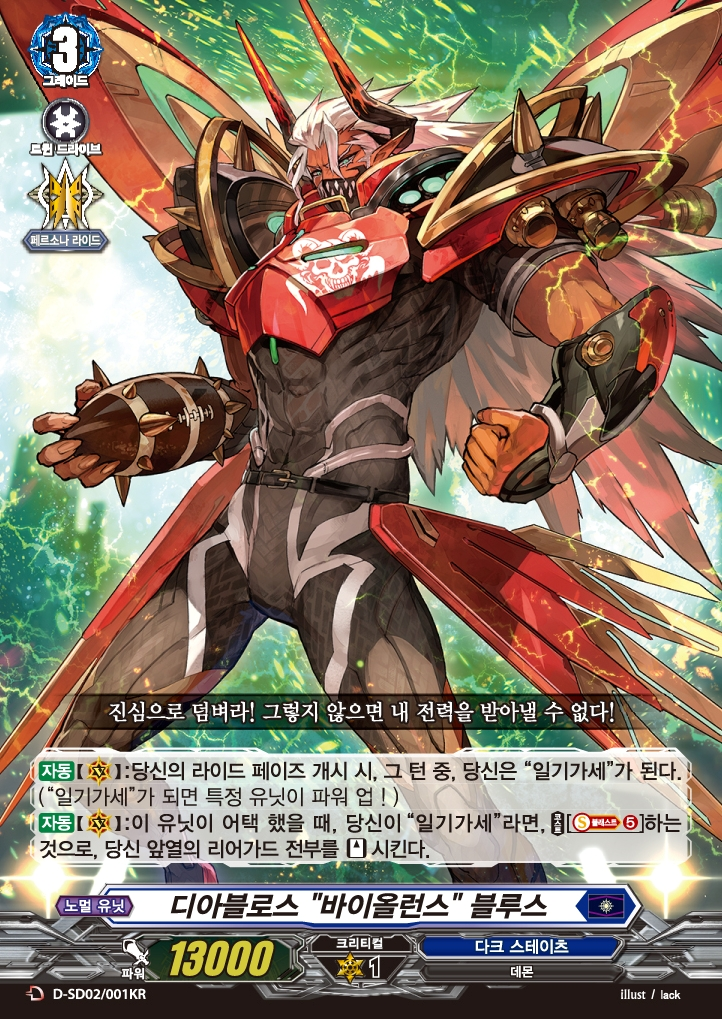 3
그레이드
트윈 드라이브
페르소나 라이드
진심으로 덤벼라! 그렇지 않으면 내 전력을 받아낼 수 없다!
자동【V】:당신의 라이드 페이즈 개시 시, 그 턴 중, 당신은 “일기가세”가 된다.
(“일기가세”가 되면 특정 유닛이 파워 업 ! )
자동【V】:이 유닛이 어택 했을 때, 당신이 “일기가세”라면, 코스트[S블래스트 5]하는
것으로, 당신 앞열의 리어가드 전부를 시킨다.
노멀 유닛
디아블로스 "바이올런스" 블루스
파워 13000
크리티컬
1
다크 스테이츠
데몬
D D-SD02/001KR
illust / lack